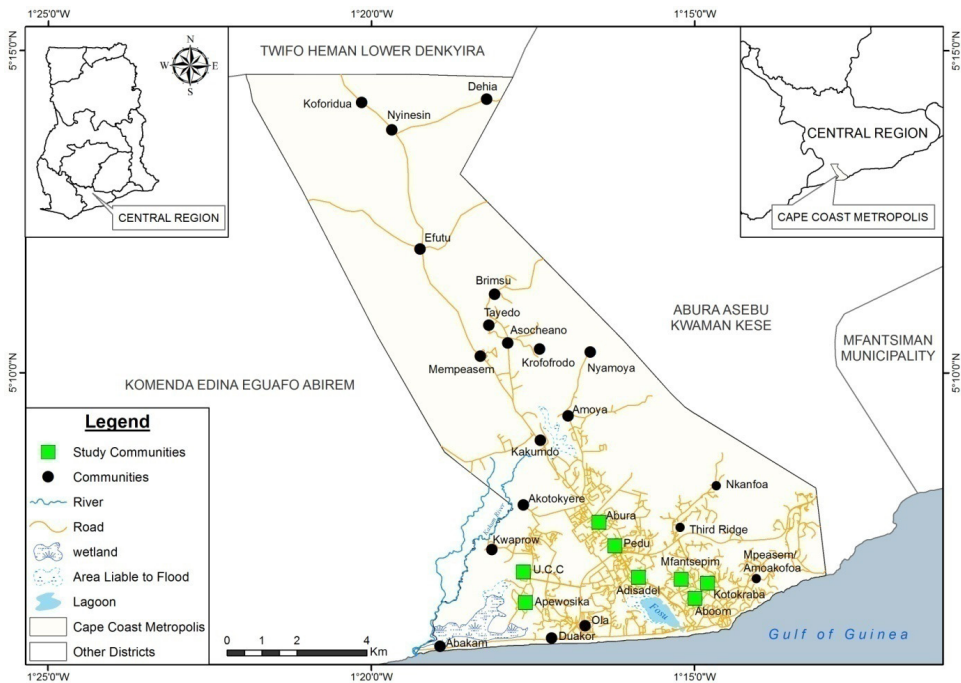 1°25'0"W
1°20'0"W
1°15'0"W
5°15'0"N
5°15'0"N
N
W
E
S
CENTRAL REGION
TWIFO HEMAN LOWER DENKYIRA
CENTRAL REGION
CAPE COAST METROPOLIS
Dehia
Koforidua
Nyinesin
Efutu
Brimsu
Tayedo
Asocheano
Krofofrodo
Mempeasem
Nyamoya
ABURA ASEBU
KWAMAN KESE
MFANTSIMAN
MUNICIPALITY
5°10'0"N
5°10'0"N
KOMENDA EDINA EGUAFO ABIREM
Amoya
Kakumdo
Nkanfoa
Akotokyere
Abura
Third Ridge
Kwaprow
Pedu
Mfantsepim
Mpeasem/
Amoakofoa
U.C.C
Adisadel
Kotokraba
Apewosika
Aboom
Fosu
Ola
Duakor
Abakam
Gulf of Guinea
Legend
Study Communities
Communities
River
Road
wetland
Area Liable to Flood
Lagoon
Cape Coast Metropolis
Other Districts
0 1 2 4
Km
1°25'0"W
1°20'0"W
1°15'0"W